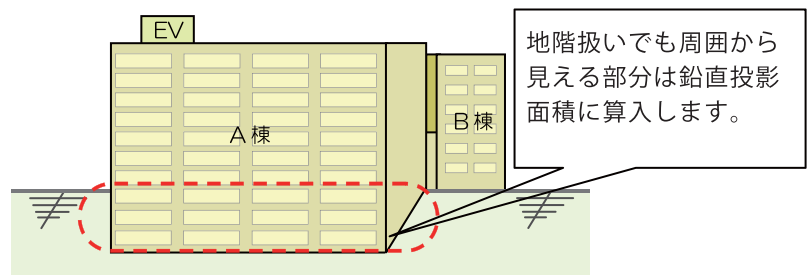 EV
地階扱いでも周囲から
見える部分は鉛直投影
面積に算入します。
A棟
B棟